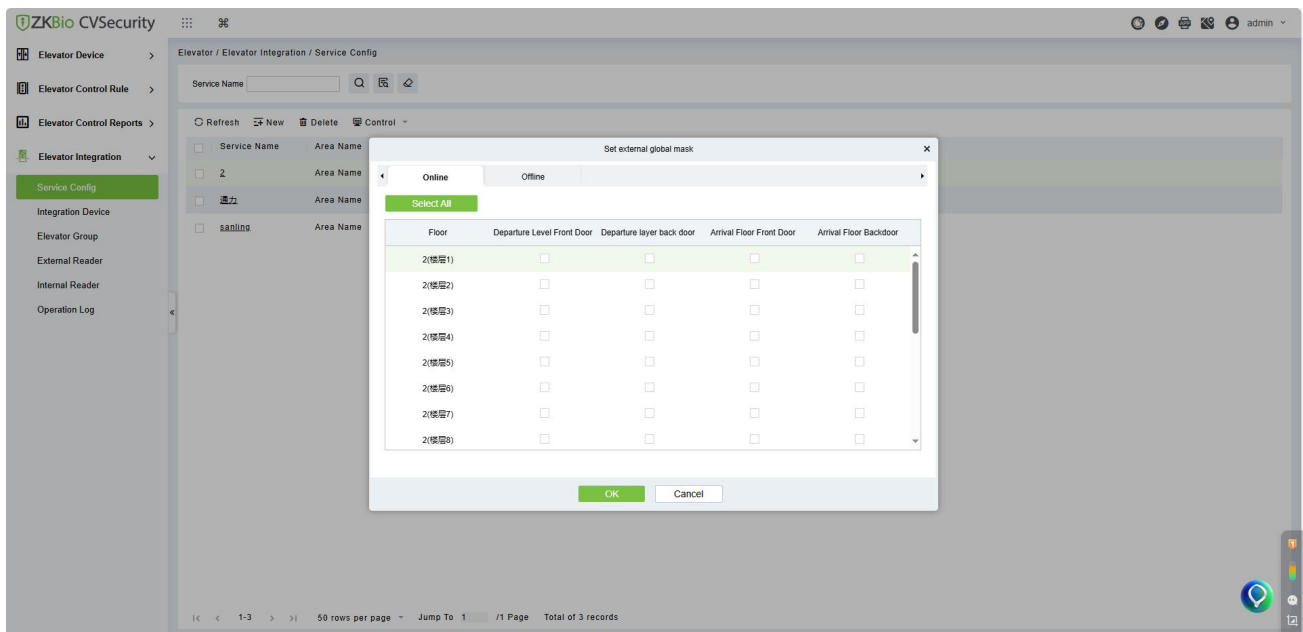 ZKBio CVSecurity
admin
Elevator Device
Elevator Control Rule
Elevator Control Reports
Elevator Integration
Service Config
Integration Device
Elevator Group
External Reader
Internal Reader
Operation Log
Elevator / Elevator Integration / Service Config
Service Name
Refresh New Delete Control
Service Name Area Name
2 Area Name
通力 Area Name
sanling Area Name
Set external global mask
Online Offline
Select All
Floor Departure Level Front Door Departure layer back door Arrival Floor Front Door Arrival Floor Backdoor
2(楼层1)
2(楼层2)
2(楼层3)
2(楼层4)
2(楼层5)
2(楼层6)
2(楼层7)
2(楼层8)
OK Cancel
1-3 50 rows per page Jump To 1 /1 Page Total of 3 records